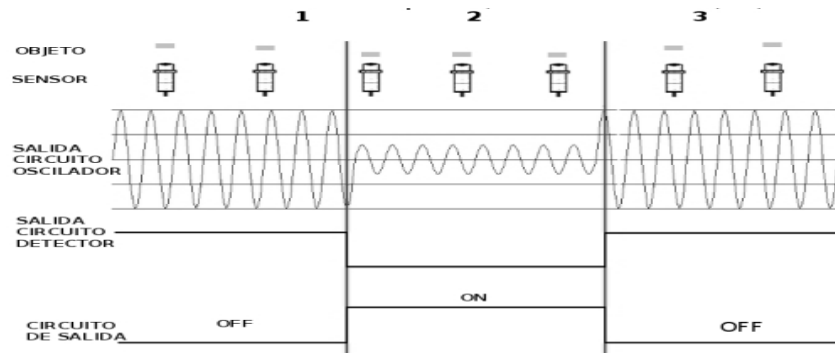 1 2 3
OBJETO
SENSOR
SALIDA
CIRCUITO
OSCILADOR
SALIDA
CIRCUITO
DETECTOR
ON
OFF
OFF
CIRCUITO
DE SALIDA